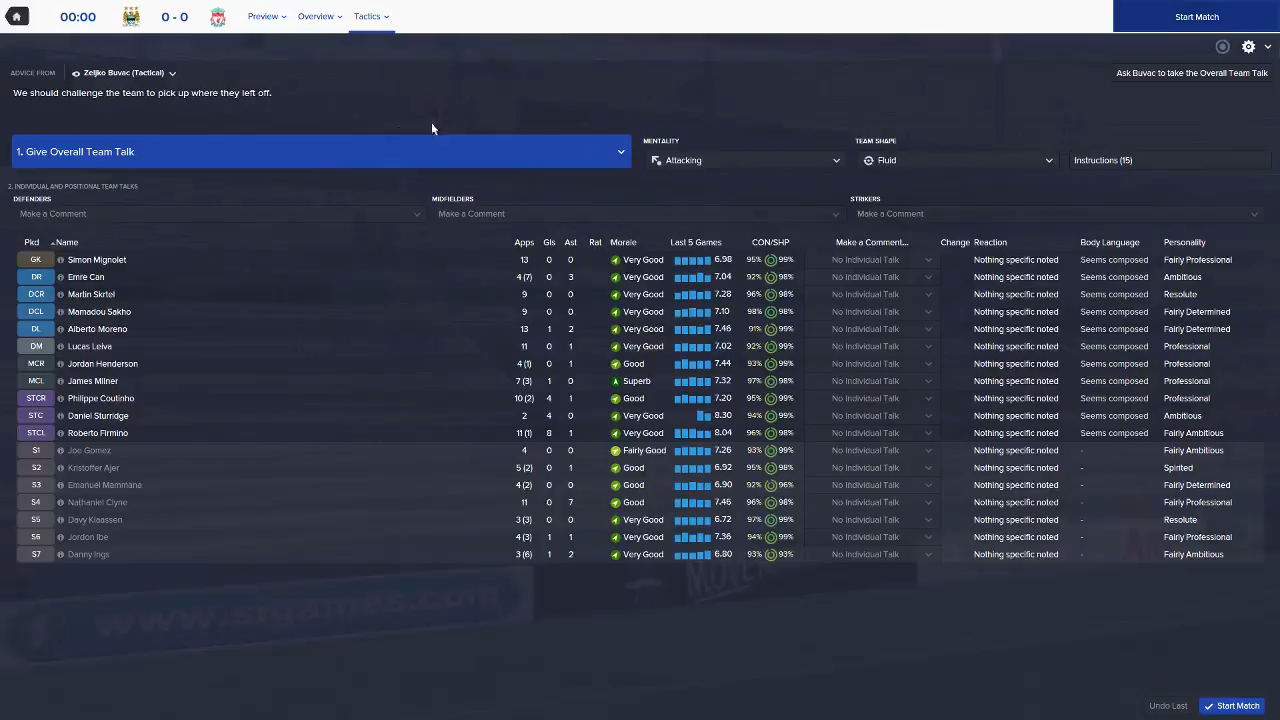 00:00 0 - 0 Preview Overview Tactics Start Match
ADVICE FROM Zeljko Buvac (Tactical) Ask Buvac to take the Overall Team Talk
We should challenge the team to pick up where they left off.
MENTALITY TEAM SHAPE
1. Give Overall Team Talk Attacking Fluid Instructions (15)
2. INDIVIDUAL AND POSITIONAL TEAM TALKS
DEFENDERS MIDFIELDERS STRIKERS
Make a Comment Make a Comment Make a Comment
Pkd Name Apps Gls Ast Rat Morale Last 5 Games CON/SHP Make a Comment... Change Reaction Body Language Personality
GK Simon Mignolet 13 0 0 Very Good 6.98 95% 99% No Individual Talk Nothing specific noted Seems composed Fairly Professional
DR Emre Can 4 (7) 0 3 Very Good 7.04 92% 98% No Individual Talk Nothing specific noted Seems composed Ambitious
DCR Martin Skrtel 9 0 0 Very Good 7.28 96% 98% No Individual Talk Nothing specific noted Seems composed Resolute
DCL Mamadou Sakho 9 0 0 Very Good 7.10 98% 98% No Individual Talk Nothing specific noted Seems composed Fairly Determined
DL Alberto Moreno 13 1 2 Very Good 7.46 91% 99% No Individual Talk Nothing specific noted Seems composed Fairly Determined
DM Lucas Leiva 11 0 1 Very Good 7.02 92% 99% No Individual Talk Nothing specific noted Seems composed Professional
MCR Jordan Henderson 4 (1) 0 1 Good 7.44 93% 99% No Individual Talk Nothing specific noted Seems composed Professional
MCL James Milner 7 (3) 1 0 Superb 7.32 97% 98% No Individual Talk Nothing specific noted Seems composed Professional
STCR Philippe Coutinho 10 (2) 4 1 Good 7.20 95% 99% No Individual Talk Nothing specific noted Seems composed Professional
STC Daniel Sturridge 2 4 0 Very Good 8.30 94% 99% No Individual Talk Nothing specific noted Seems composed Ambitious
STCL Roberto Firmino 11 (1) 8 1 Very Good 8.04 96% 98% No Individual Talk Nothing specific noted Seems composed Fairly Ambitious
S1 Joe Gomez 4 0 0 Fairly Good 7.26 93% 99% No Individual Talk Nothing specific noted - Fairly Ambitious
S2 Kristoffer Ajer 5 (2) 0 1 Good 6.92 95% 98% No Individual Talk Nothing specific noted - Spirited
S3 Emanuel Mammana 4 (2) 0 0 Good 6.90 92% 96% No Individual Talk Nothing specific noted - Fairly Determined
S4 Nathaniel Clyne 11 0 7 Good 7.46 96% 98% No Individual Talk Nothing specific noted - Fairly Professional
S5 Davy Klaassen 3 (3) 0 0 Very Good 6.72 97% 99% No Individual Talk Nothing specific noted - Resolute
S6 Jordon Ibe 4 (3) 1 1 Very Good 7.36 94% 99% No Individual Talk Nothing specific noted - Fairly Professional
S7 Danny Ings 3 (6) 1 2 Very Good 6.80 93% 93% No Individual Talk Nothing specific noted - Fairly Ambitious
www.sigames.com
Undo Last Start Match